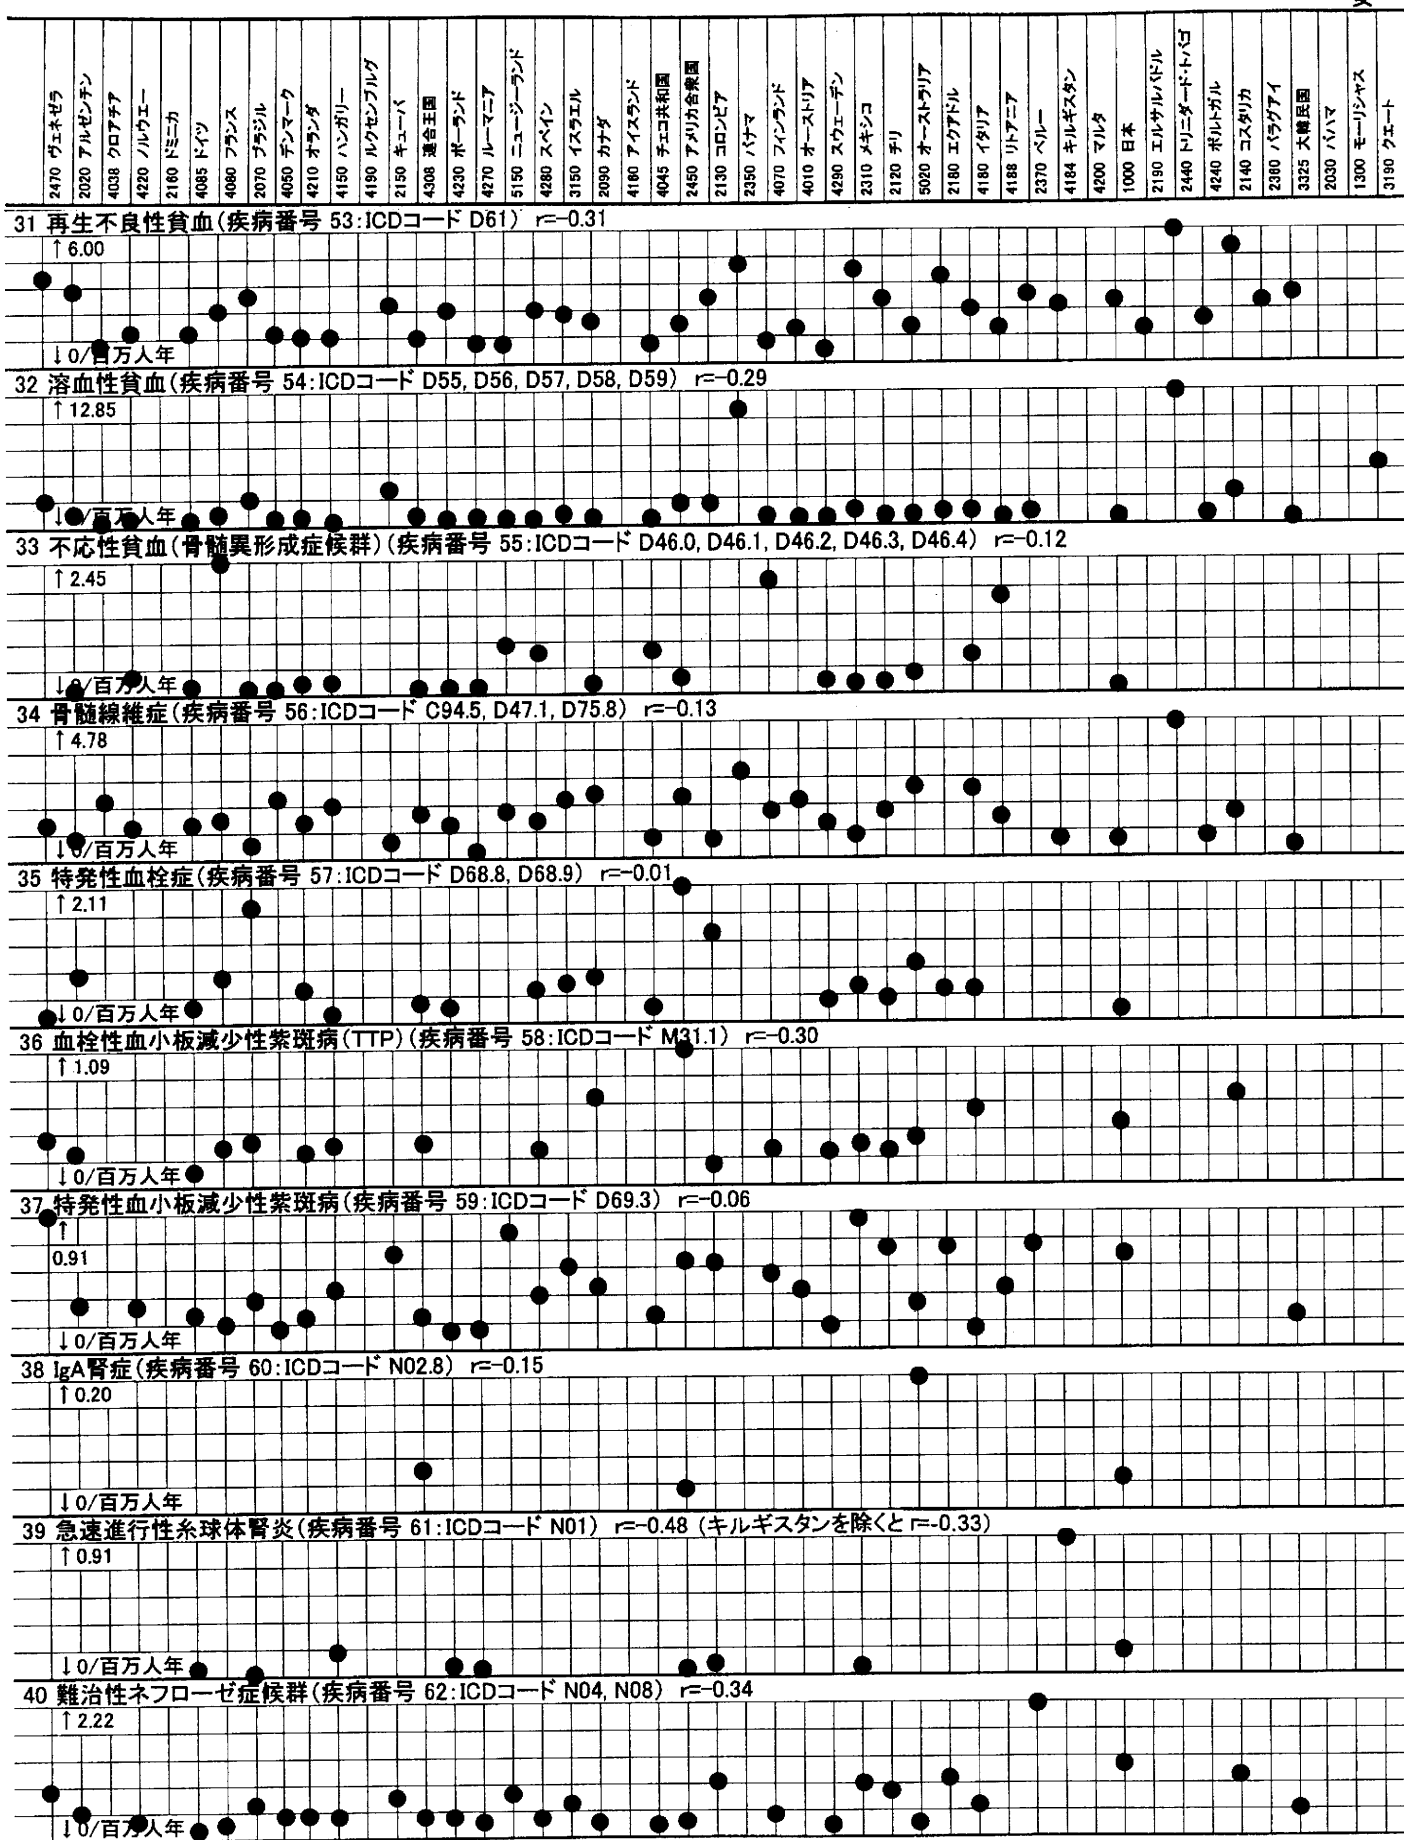 2470 ヴェネゼラ
2020 アルゼンチン
4038 クロアチア
4220 ノルウエー
2160 ドミニカ
4085 ドイツ
4080 フランス
2070 ブラジル
4050 デンマーク
4210 オランダ
4150 ハンガリー
4190 ルクセンブルグ
2150 キューバ
4308 連合王国
4230 ポーランド
4270 ルーマニア
5150 ニュージーランド
4280 スペイン
3150 イスラエル
2090 カナダ
4160 アイスランド
4045 チェコ共和国
2450 アメリカ合衆国
2130 コロンビア
2350 パナマ
4070 フィンランド
4010 オーストリア
4290 スウェーデン
2310 メキシコ
2120 チリ
5020 オーストラリア
2180 エクアドル
4180 イタリア
4188 リトアニア
2370 ペルー
4184 キルギスタン
4200 マルタ
1000 日本
2190 エルサルバドル
2440 トリニダード・トバゴ
4240 ポルトガル
2140 コスタリカ
2360 パラグアイ
3325 大韓民国
2030 バハマ
1300 モーリシャス
3190 クエート
31 再生不良性貧血(疾病番号 53:ICDコード D61) r=-0.31
↑6.00
↓0/百万人年
32 溶血性貧血(疾病番号 54:ICDコード D55, D56, D57, D58, D59) r=-0.29
↑12.85
↓0/百万人年
33 不応性貧血(骨髄異形成症候群)(疾病番号 55:ICDコード D46.0, D46.1, D46.2, D46.3, D46.4) r=-0.12
↑2.45
↓0/百万人年
34 骨髄線維症(疾病番号 56:ICDコード C94.5, D47.1, D75.8) r=-0.13
↑4.78
↓0/百万人年
35 特発性血栓症(疾病番号 57:ICDコード D68.8, D68.9) r=-0.01
↑2.11
↓0/百万人年
36 血栓性血小板減少性紫斑病(TTP)(疾病番号 58:ICDコード M31.1) r=-0.30
↑1.09
↓0/百万人年
37 特発性血小板減少性紫斑病(疾病番号 59:ICDコード D69.3) r=-0.06
↑
0.91
↓0/百万人年
38 IgA腎症(疾病番号 60:ICDコード N02.8) r=-0.15
↑0.20
↓0/百万人年
39 急速進行性糸球体腎炎(疾病番号 61:ICDコード N01) r=-0.48 (キルギスタンを除くと r=-0.33)
↑0.91
↓0/百万人年
40 難治性ネフローゼ症候群(疾病番号 62:ICDコード N04, N08) r=-0.34
↑2.22
↓0/百万人年